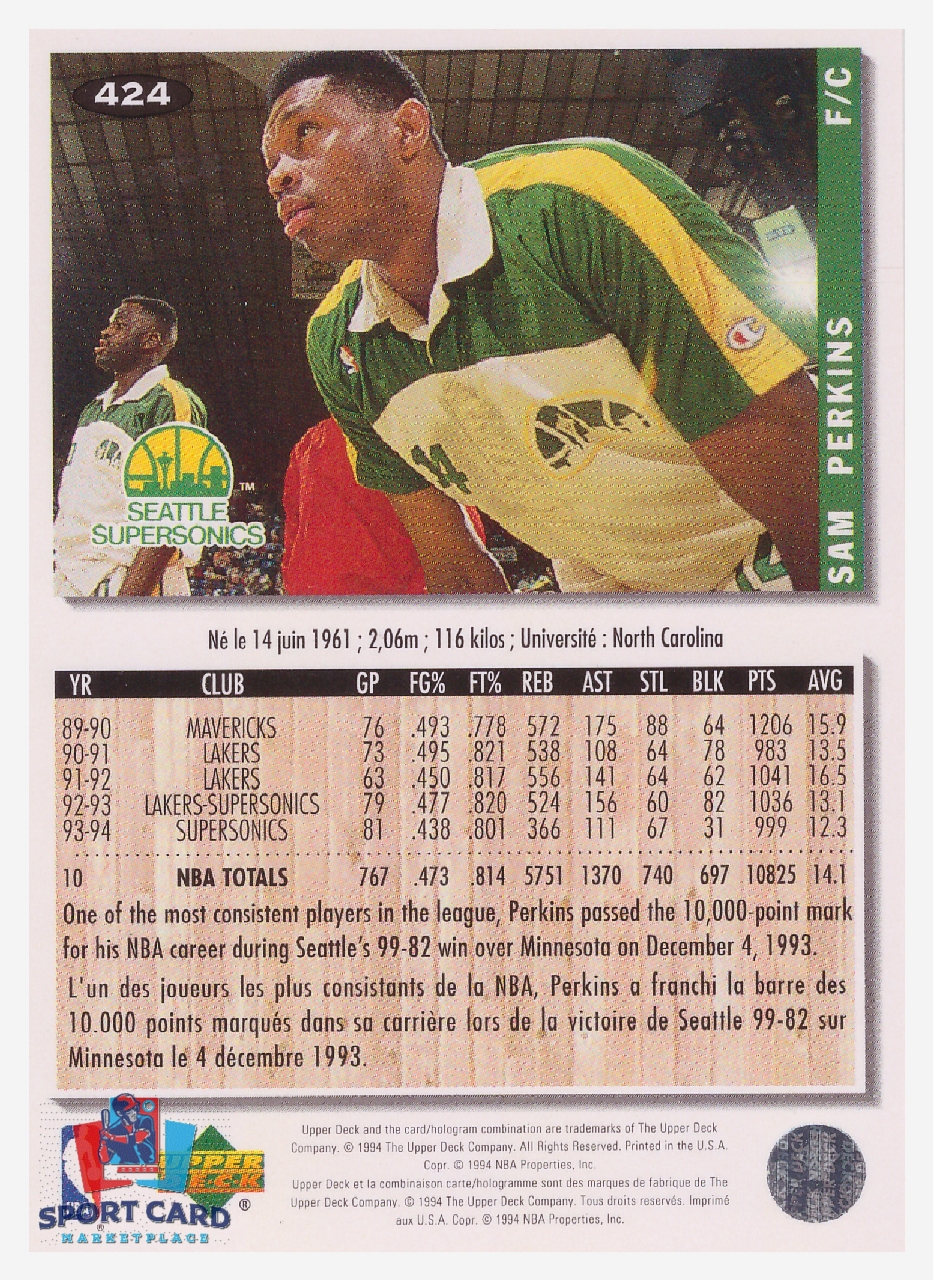 424
F/C
SAM PERKINS
14
TM
SEATTLE
SUPERSONICS
Né le 14 juin 1961 ; 2,06m ; 116 kilos ; Université : North Carolina
YR CLUB GP FG% FT% REB AST STL BLK PTS AVG
89-90 MAVERICKS 76 .493 .778 572 175 88 64 1206 15.9
90-91 LAKERS 73 .495 .821 538 108 64 78 983 13.5
91-92 LAKERS 63 .450 .817 556 141 64 62 1041 16.5
92-93 LAKERS-SUPERSONICS 79 .477 .820 524 156 60 82 1036 13.1
93-94 SUPERSONICS 81 .438 .801 366 111 67 31 999 12.3
10 NBA TOTALS 767 .473 .814 5751 1370 740 697 10825 14.1
One of the most consistent players in the league, Perkins passed the 10,000-point mark
for his NBA career during Seattle's 99-82 win over Minnesota on December 4, 1993.
L'un des joueurs les plus consistants de la NBA, Perkins a franchi la barre des
10.000 points marqués dans sa carrière lors de la victoire de Seattle 99-82 sur
Minnesota le 4 décembre 1993.
Upper Deck and the card/hologram combination are trademarks of The Upper Deck
Company. © 1994 The Upper Deck Company. All Rights Reserved. Printed in the U.S.A.
Copr. © 1994 NBA Properties, Inc.
Upper Deck et la combinaison carte/hologramme sont des marques de fabrique de The
Upper Deck Company. © 1994 The Upper Deck Company. Tous droits reservés. Imprimé
aux U.S.A. Copr. © 1994 NBA Properties, Inc.
UPPER
DECK
®
SPORT CARD
MARKETPLACE